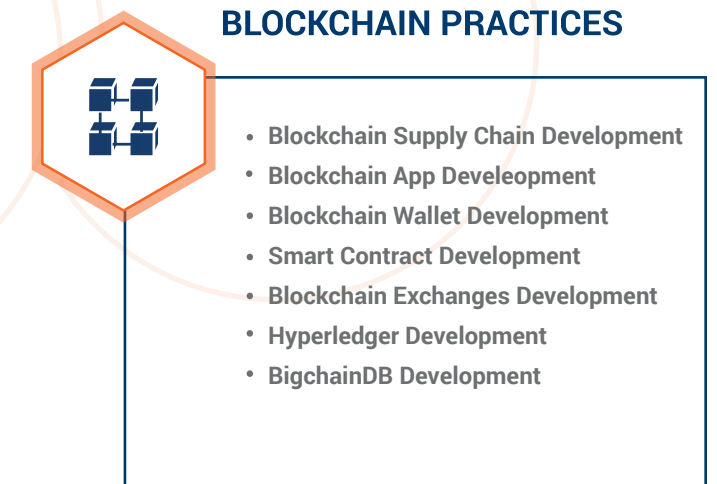 BLOCKCHAIN PRACTICES
• Blockchain Supply Chain Development
• Blockchain App Develeopment
• Blockchain Wallet Development
• Smart Contract Development
• Blockchain Exchanges Development
• Hyperledger Development
• BigchainDB Development